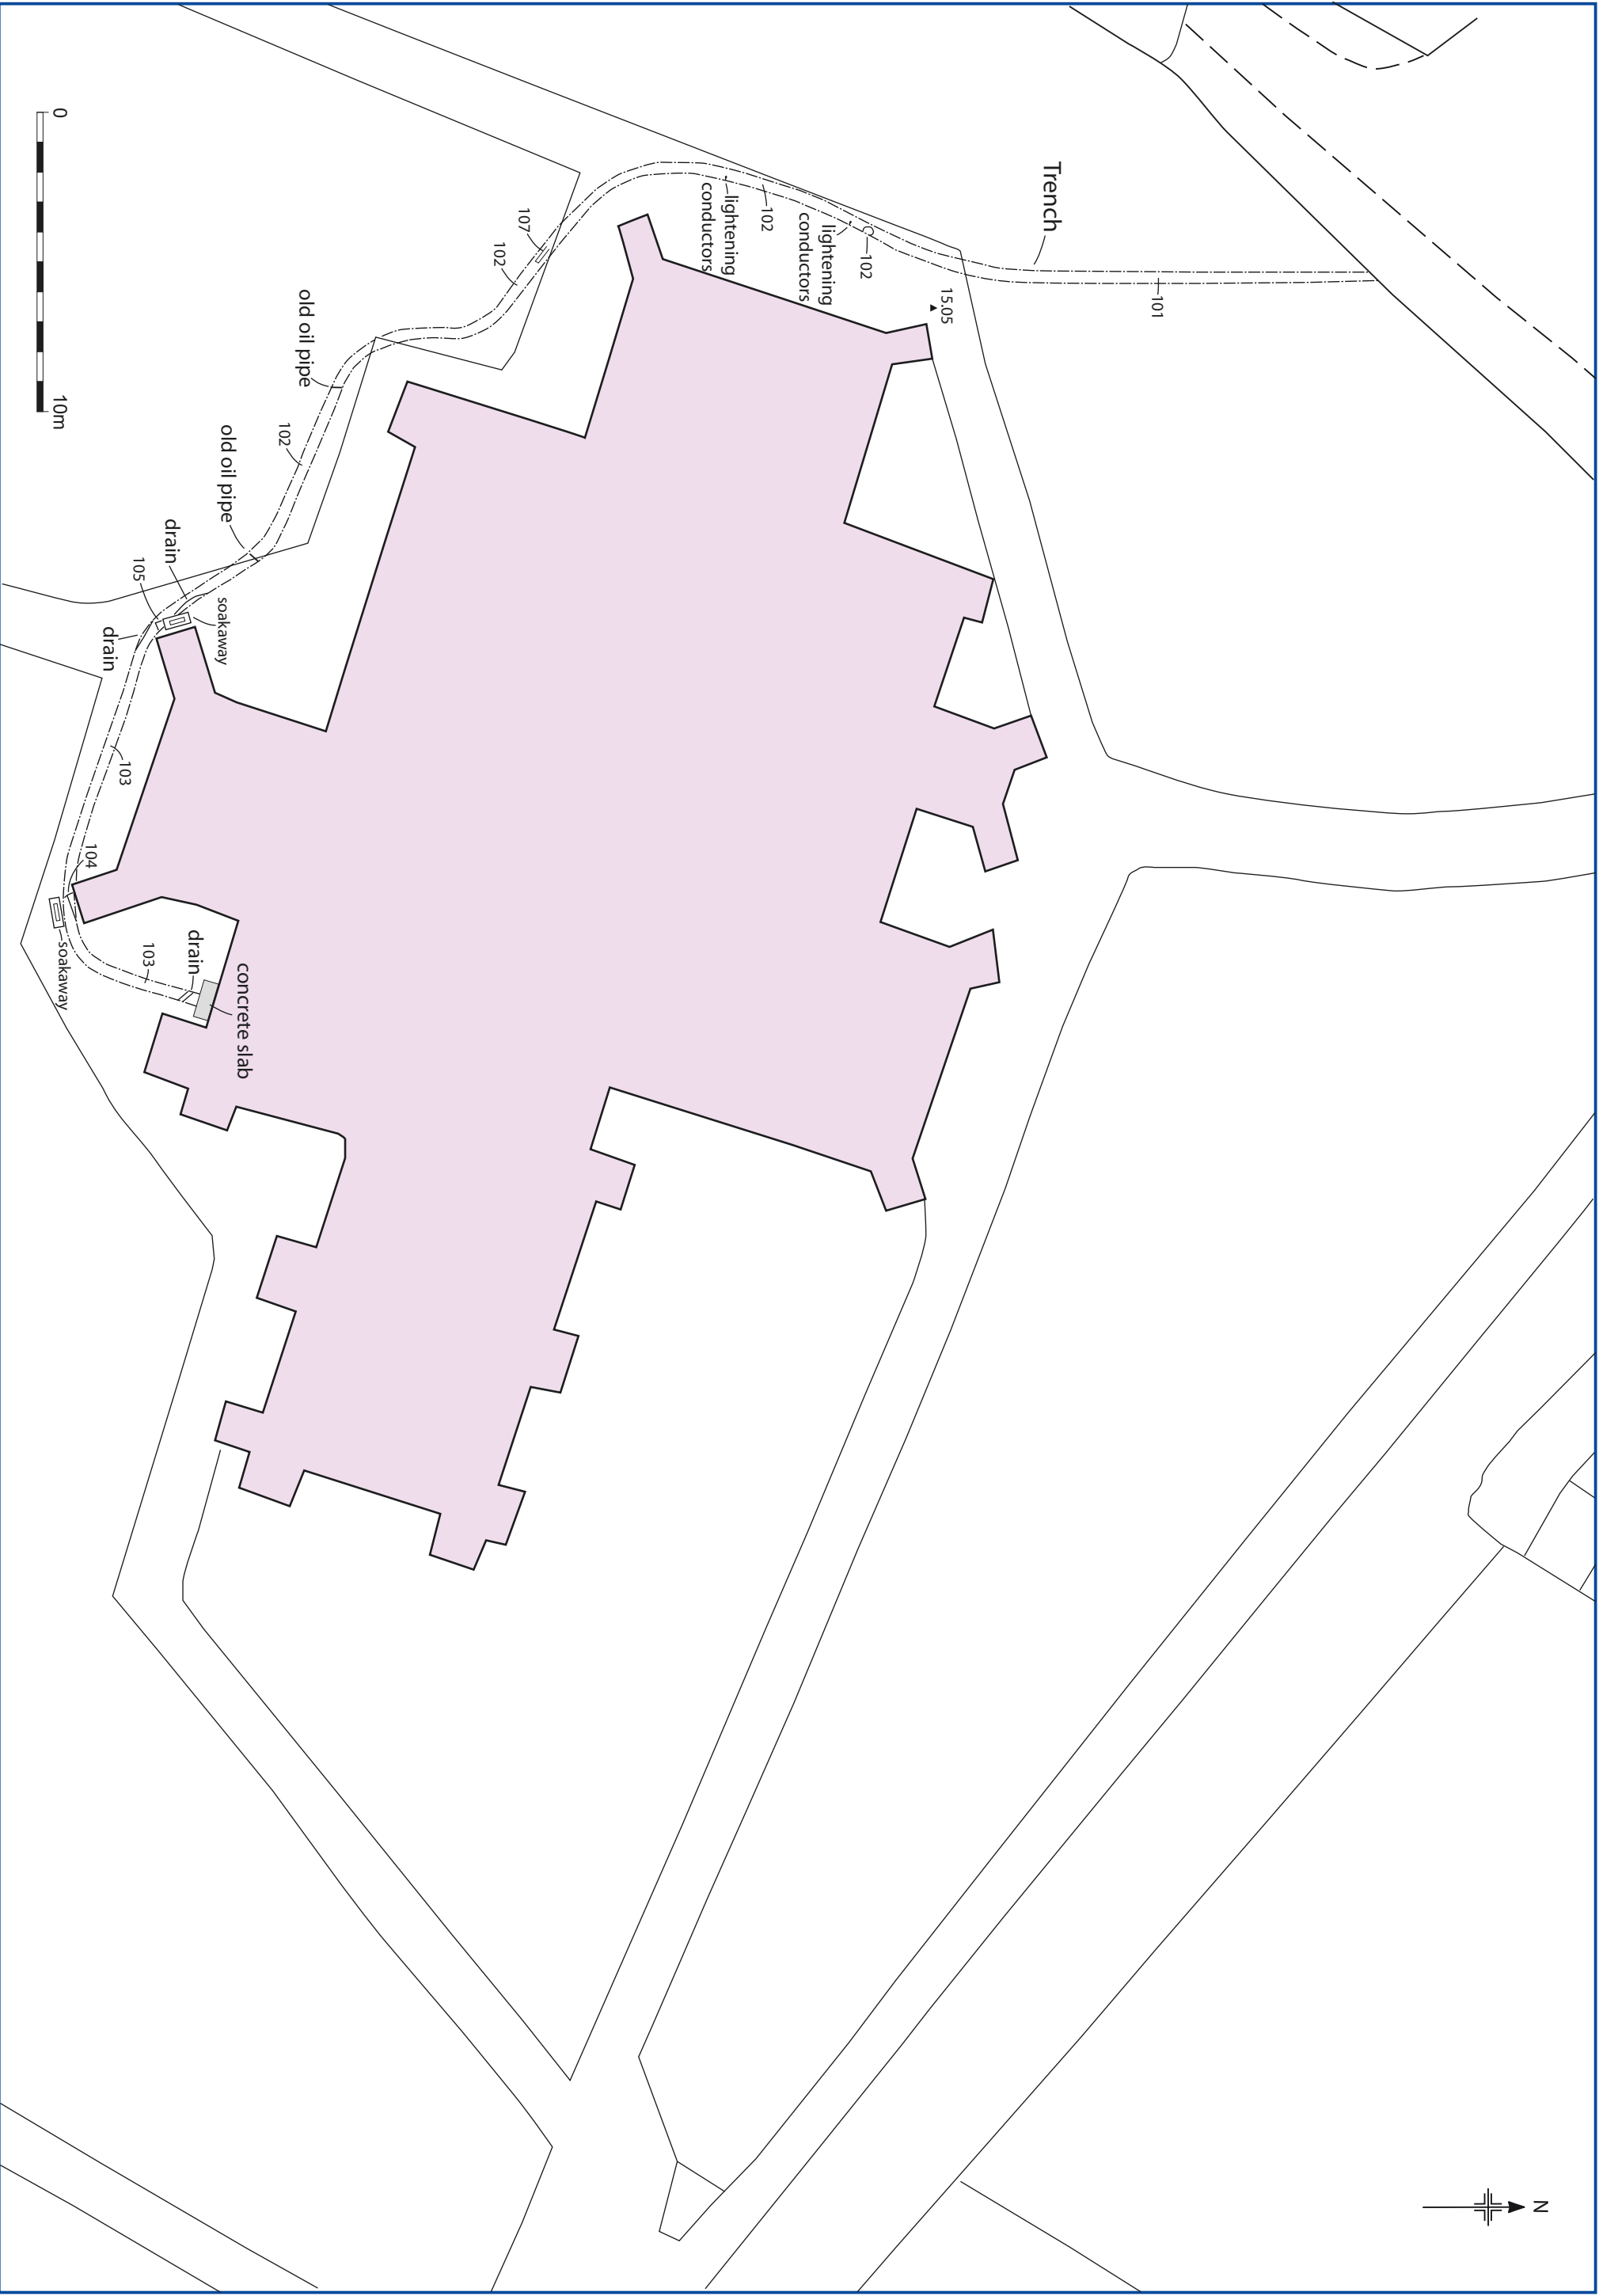 N
Trench
101
15.05
102
lightening
conductors
102
lightening
conductors
107
102
old oil pipe
102
old oil pipe
drain
105
soakaway
drain
103
104
soakaway
103
drain
concrete slab
0
10m